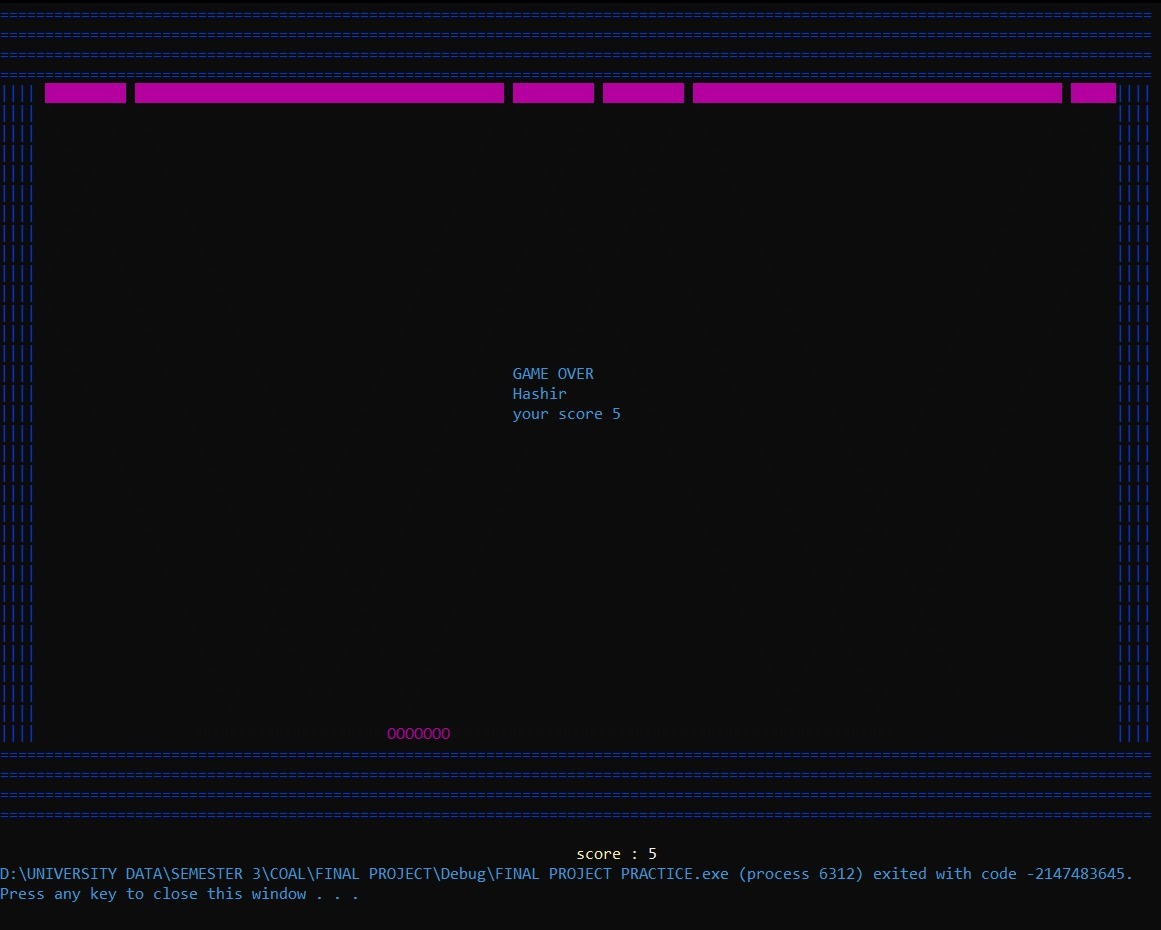 GAME OVER
Hashir
your score 5
OOOOOOO
score : 5
D:\UNIVERSITY DATA\SEMESTER 3\COAL\FINAL PROJECT\Debug\FINAL PROJECT PRACTICE.exe (process 6312) exited with code -2147483645.
Press any key to close this window . . .